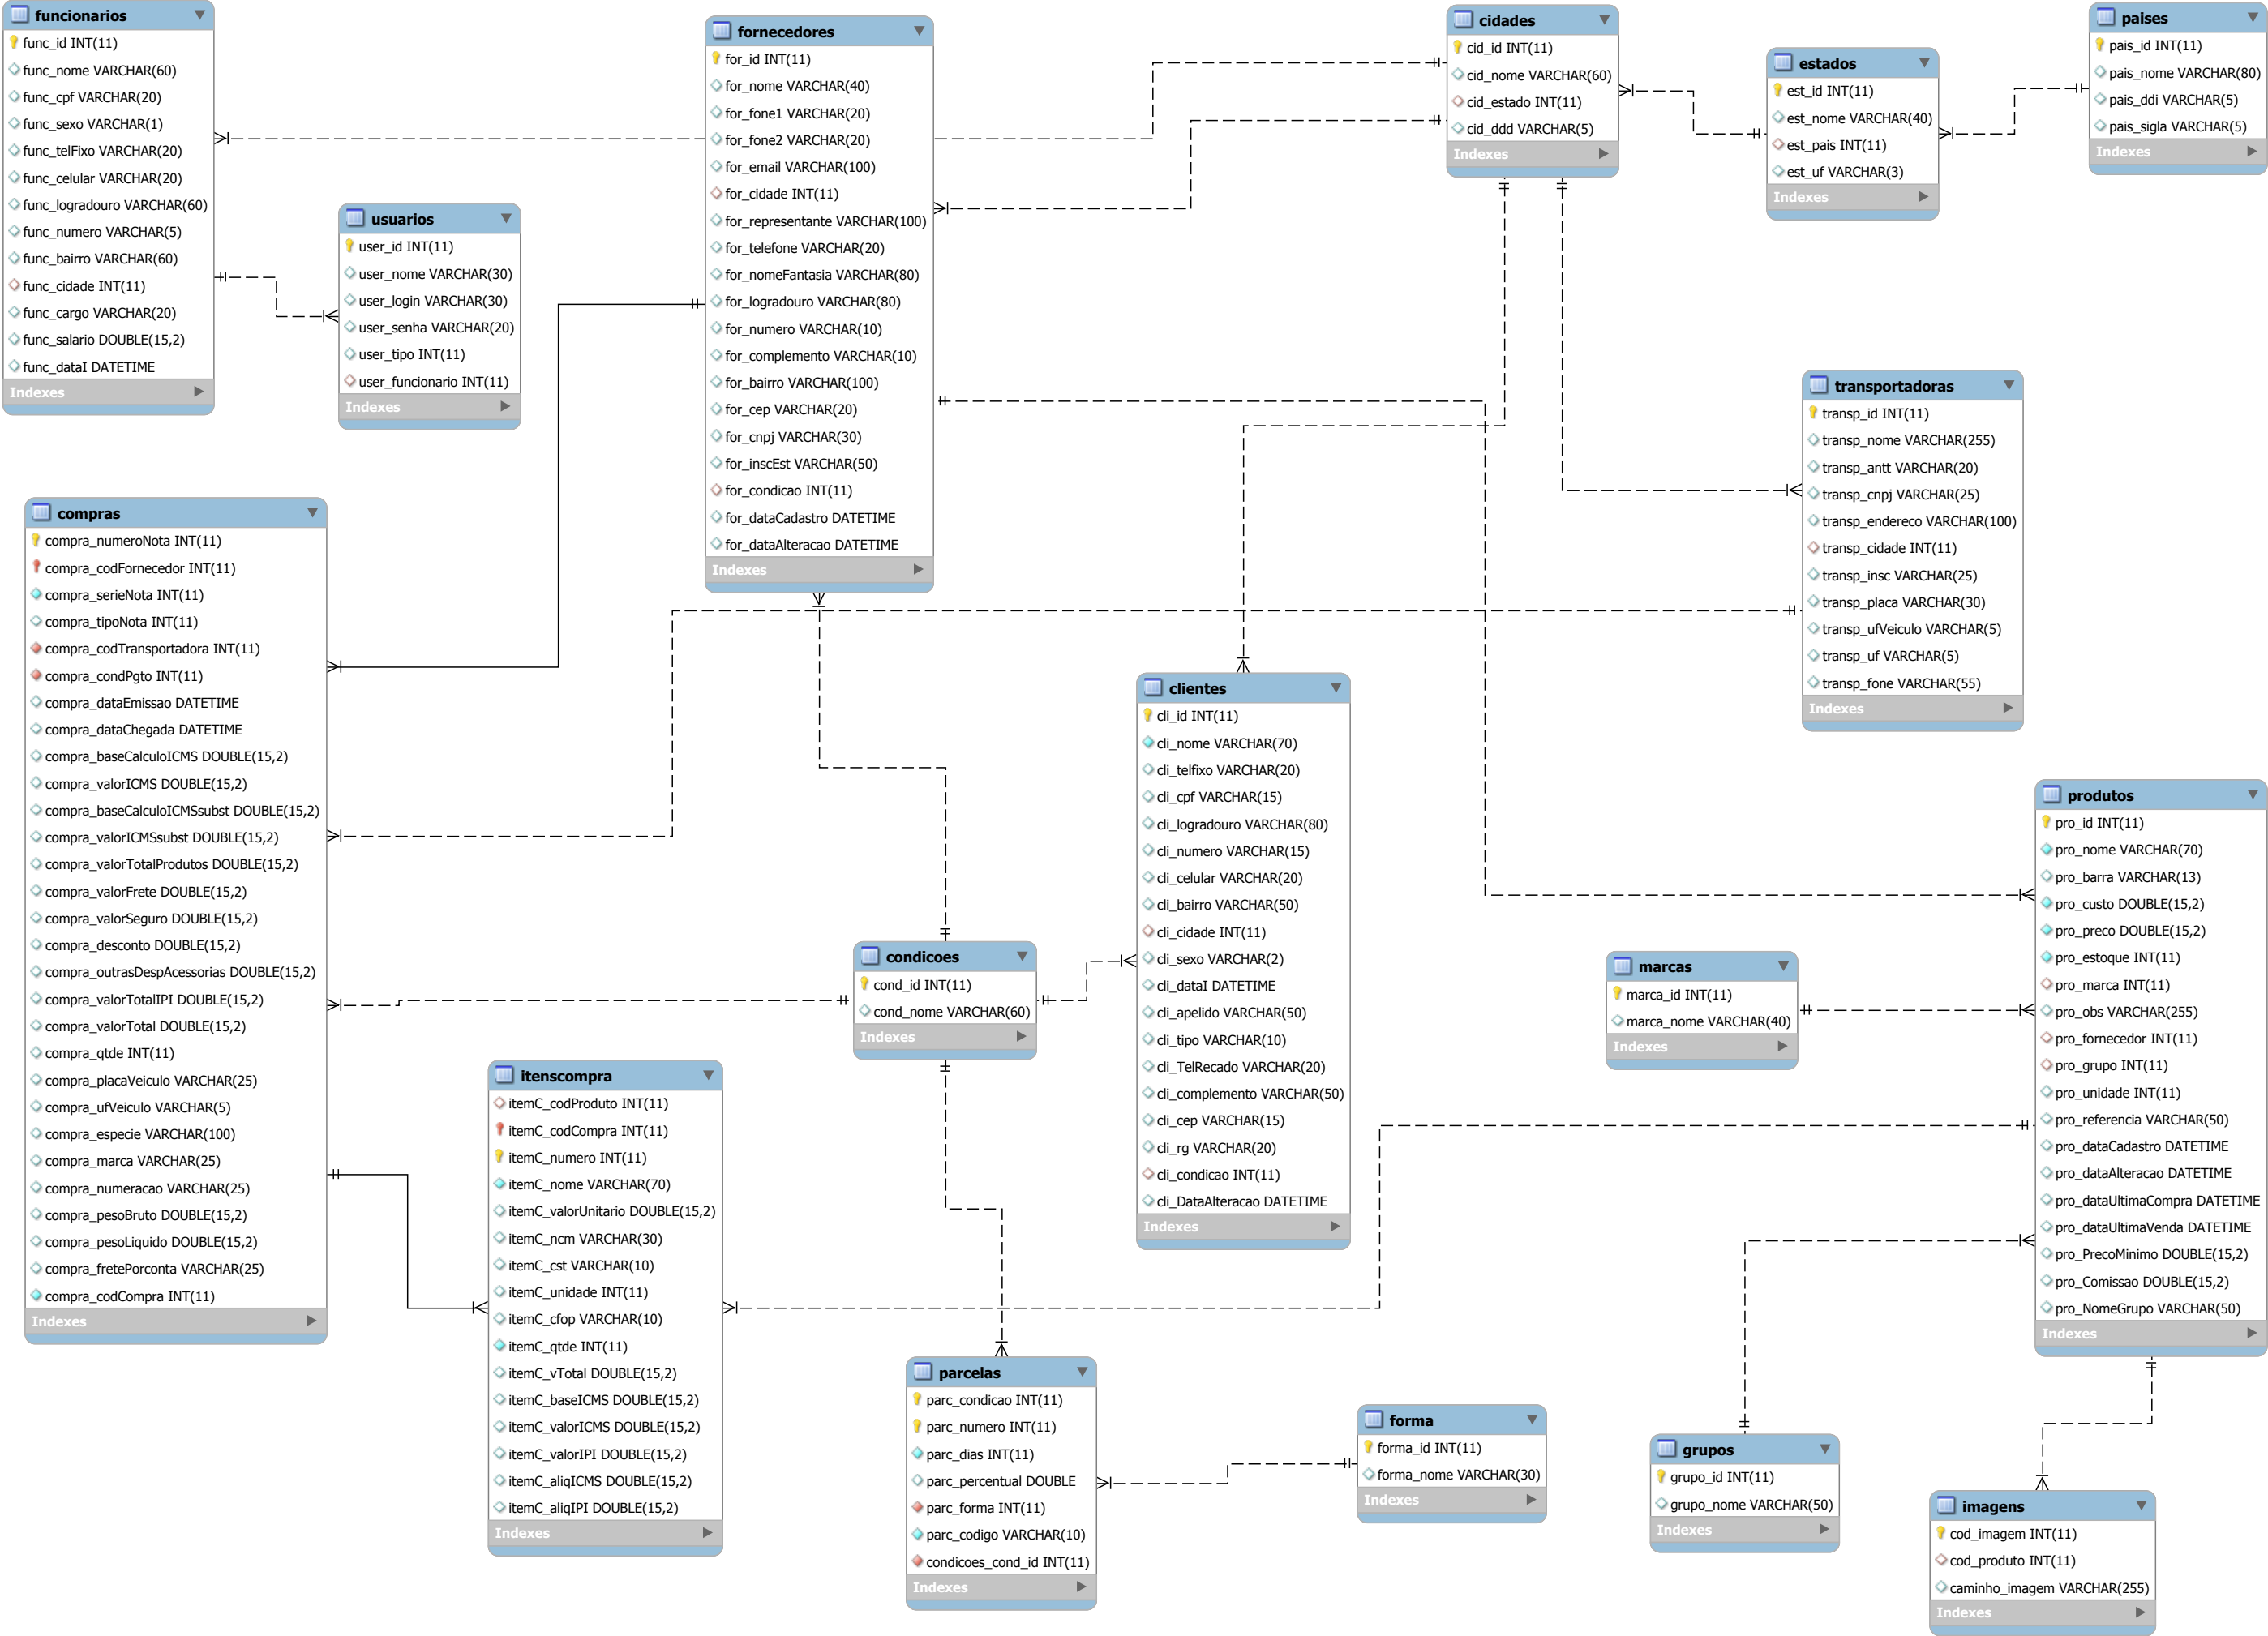 funcionarios
func_id INT(11)
func_nome VARCHAR(60)
func_cpf VARCHAR(20)
func_sexo VARCHAR(1)
func_telFixo VARCHAR(20)
func_celular VARCHAR(20)
func_logradouro VARCHAR(60)
func_numero VARCHAR(5)
func_bairro VARCHAR(60)
func_cidade INT(11)
func_cargo VARCHAR(20)
func_salario DOUBLE(15,2)
func_dataI DATETIME
Indexes
usuarios
user_id INT(11)
user_nome VARCHAR(30)
user_login VARCHAR(30)
user_senha VARCHAR(20)
user_tipo INT(11)
user_funcionario INT(11)
Indexes
fornecedores
for_id INT(11)
for_nome VARCHAR(40)
for_fone1 VARCHAR(20)
for_fone2 VARCHAR(20)
for_email VARCHAR(100)
for_cidade INT(11)
for_representante VARCHAR(100)
for_telefone VARCHAR(20)
for_nomeFantasia VARCHAR(80)
for_logradouro VARCHAR(80)
for_numero VARCHAR(10)
for_complemento VARCHAR(10)
for_bairro VARCHAR(100)
for_cep VARCHAR(20)
for_cnpj VARCHAR(30)
for_inscEst VARCHAR(50)
for_condicao INT(11)
for_dataCadastro DATETIME
for_dataAlteracao DATETIME
Indexes
cidades
cid_id INT(11)
cid_nome VARCHAR(60)
cid_estado INT(11)
cid_ddd VARCHAR(5)
Indexes
estados
est_id INT(11)
est_nome VARCHAR(40)
est_pais INT(11)
est_uf VARCHAR(3)
Indexes
paises
pais_id INT(11)
pais_nome VARCHAR(80)
pais_ddi VARCHAR(5)
pais_sigla VARCHAR(5)
Indexes
transportadoras
transp_id INT(11)
transp_nome VARCHAR(255)
transp_antt VARCHAR(20)
transp_cnpj VARCHAR(25)
transp_endereco VARCHAR(100)
transp_cidade INT(11)
transp_insc VARCHAR(25)
transp_placa VARCHAR(30)
transp_ufVeiculo VARCHAR(5)
transp_uf VARCHAR(5)
transp_fone VARCHAR(55)
Indexes
compras
compra_numeroNota INT(11)
compra_codFornecedor INT(11)
compra_serieNota INT(11)
compra_tipoNota INT(11)
compra_codTransportadora INT(11)
compra_condPgto INT(11)
compra_dataEmissao DATETIME
compra_dataChegada DATETIME
compra_baseCalculoICMS DOUBLE(15,2)
compra_valorICMS DOUBLE(15,2)
compra_baseCalculoICMSsubst DOUBLE(15,2)
compra_valorICMSsubst DOUBLE(15,2)
compra_valorTotalProdutos DOUBLE(15,2)
compra_valorFrete DOUBLE(15,2)
compra_valorSeguro DOUBLE(15,2)
compra_desconto DOUBLE(15,2)
compra_outrasDespAcessorias DOUBLE(15,2)
compra_valorTotalIPI DOUBLE(15,2)
compra_valorTotal DOUBLE(15,2)
compra_qtde INT(11)
compra_placaVeiculo VARCHAR(25)
compra_ufVeiculo VARCHAR(5)
compra_especie VARCHAR(100)
compra_marca VARCHAR(25)
compra_numeracao VARCHAR(25)
compra_pesoBruto DOUBLE(15,2)
compra_pesoLiquido DOUBLE(15,2)
compra_fretePorconta VARCHAR(25)
compra_codCompra INT(11)
Indexes
clientes
cli_id INT(11)
cli_nome VARCHAR(70)
cli_telfixo VARCHAR(20)
cli_cpf VARCHAR(15)
cli_logradouro VARCHAR(80)
cli_numero VARCHAR(15)
cli_celular VARCHAR(20)
cli_bairro VARCHAR(50)
cli_cidade INT(11)
cli_sexo VARCHAR(2)
cli_dataI DATETIME
cli_apelido VARCHAR(50)
cli_tipo VARCHAR(10)
cli_TelRecado VARCHAR(20)
cli_complemento VARCHAR(50)
cli_cep VARCHAR(15)
cli_rg VARCHAR(20)
cli_condicao INT(11)
cli_DataAlteracao DATETIME
Indexes
produtos
pro_id INT(11)
pro_nome VARCHAR(70)
pro_barra VARCHAR(13)
pro_custo DOUBLE(15,2)
pro_preco DOUBLE(15,2)
pro_estoque INT(11)
pro_marca INT(11)
pro_obs VARCHAR(255)
pro_fornecedor INT(11)
pro_grupo INT(11)
pro_unidade INT(11)
pro_referencia VARCHAR(50)
pro_dataCadastro DATETIME
pro_dataAlteracao DATETIME
pro_dataUltimaCompra DATETIME
pro_dataUltimaVenda DATETIME
pro_PrecoMinimo DOUBLE(15,2)
pro_Comissao DOUBLE(15,2)
pro_NomeGrupo VARCHAR(50)
Indexes
condicoes
cond_id INT(11)
cond_nome VARCHAR(60)
Indexes
marcas
marca_id INT(11)
marca_nome VARCHAR(40)
Indexes
itenscompra
itemC_codProduto INT(11)
itemC_codCompra INT(11)
itemC_numero INT(11)
itemC_nome VARCHAR(70)
itemC_valorUnitario DOUBLE(15,2)
itemC_ncm VARCHAR(30)
itemC_cst VARCHAR(10)
itemC_unidade INT(11)
itemC_cfop VARCHAR(10)
itemC_qtde INT(11)
itemC_vTotal DOUBLE(15,2)
itemC_baseICMS DOUBLE(15,2)
itemC_valorICMS DOUBLE(15,2)
itemC_valorIPI DOUBLE(15,2)
itemC_aliqICMS DOUBLE(15,2)
itemC_aliqIPI DOUBLE(15,2)
Indexes
parcelas
parc_condicao INT(11)
parc_numero INT(11)
parc_dias INT(11)
parc_percentual DOUBLE
parc_forma INT(11)
parc_codigo VARCHAR(10)
condicoes_cond_id INT(11)
Indexes
forma
forma_id INT(11)
forma_nome VARCHAR(30)
Indexes
grupos
grupo_id INT(11)
grupo_nome VARCHAR(50)
Indexes
imagens
cod_imagem INT(11)
cod_produto INT(11)
caminho_imagem VARCHAR(255)
Indexes